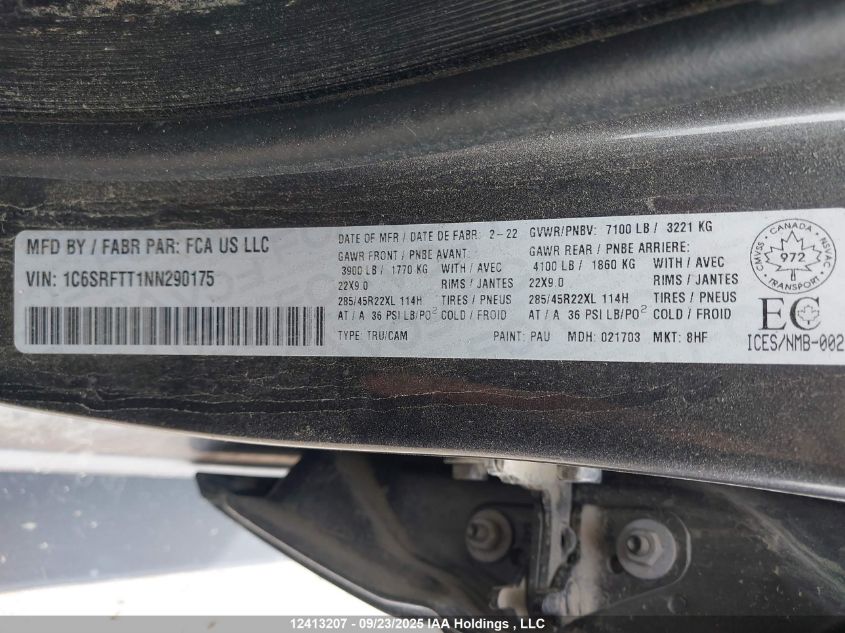 MFD BY / FABR PAR: FCA US LLC
VIN: 1C6SRFTT1NN290175
DATE OF MFR / DATE DE FABR: 2-22 GVWR/PNBV: 7100 LB / 3221 KG
GAWR FRONT / PNBE AVANT: GAWR REAR / PNBE ARRIERE:
3900 LB / 1770 KG WITH / AVEC 4100 LB / 1860 KG WITH / AVEC
22X9.0 RIMS / JANTES 22X9.0 RIMS / JANTES
285/45R22XL 114H TIRES / PNEUS 285/45R22XL 114H TIRES / PNEUS
AT / A 36 PSI LB/PO² COLD / FROID AT / A 36 PSI LB/PO² COLD / FROID
TYPE: TRU/CAM PAINT: PAU MDH: 021703 MKT: 8HF
CANADA
CMVSS
NSVAC
972
EC
ICES/NMB-002
12413207 - 09/23/2025 IAA Holdings , LLC